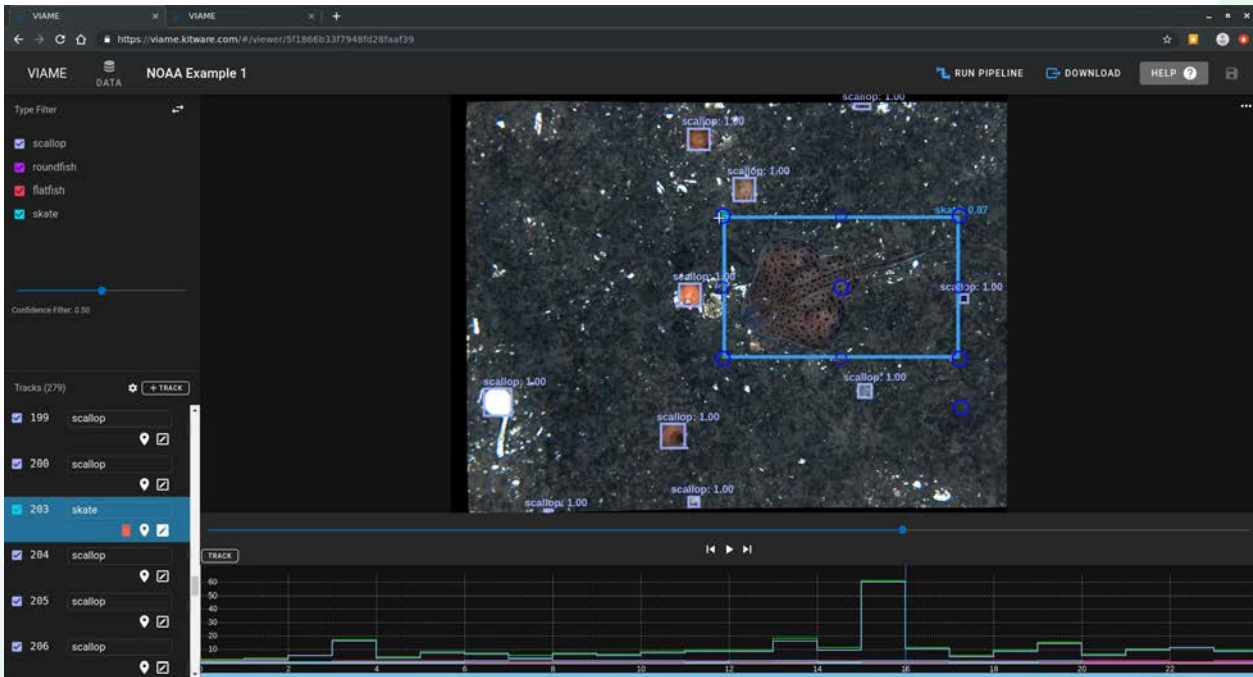 VIAME
VIAME
https://viame.kitware.com/#/viewer/5f1866b33f7948fd28faaf39
VIAME
DATA
NOAA Example 1
RUN PIPELINE
DOWNLOAD
HELP
Type Filter
scallop
roundfish
flatfish
skate
Confidence Filter: 0.50
Tracks (279)
+ TRACK
199 scallop
200 scallop
203 skate
204 scallop
205 scallop
206 scallop
scallop: 1.00
scallop: 1.00
scallop: 1.00
skate: 0.87
scallop: 1.00
scallop: 1.00
scallop: 1.00
scallop: 1.00
scallop: 1.00
scallop: 1.00
scallop: 1.00
TRACK
60
50
40
30
20
10
0 2 4 6 8 10 12 14 16 18 20 22